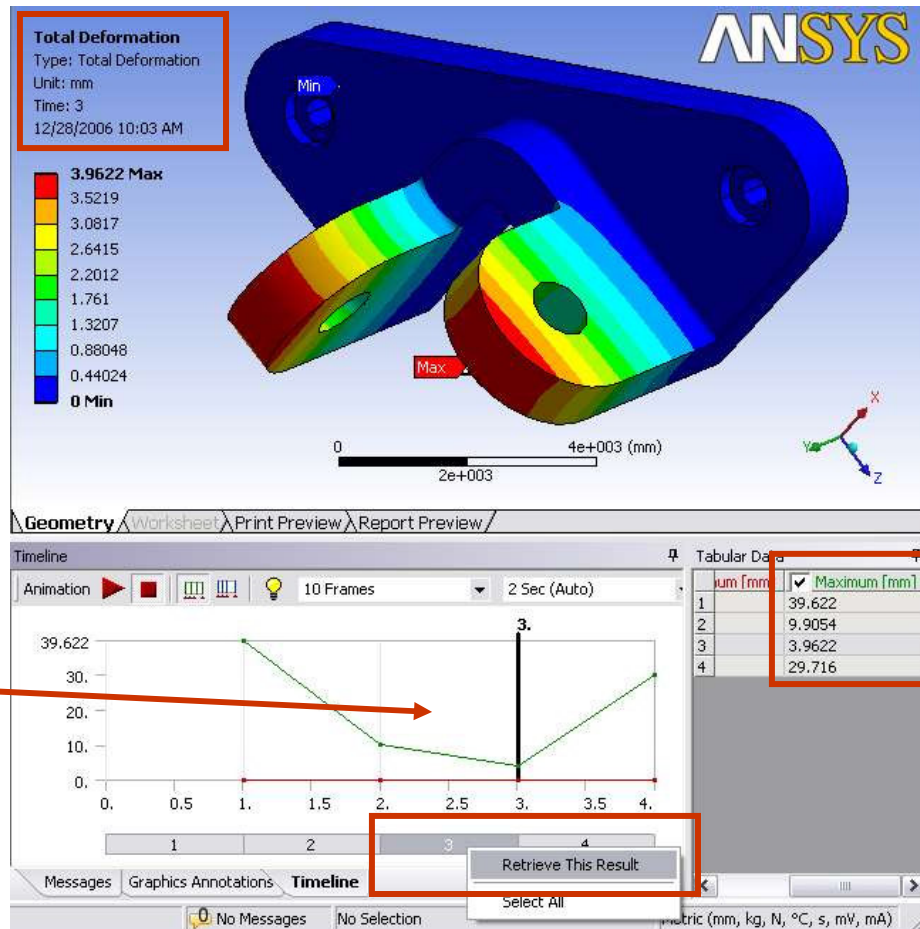 Total Deformation
Type: Total Deformation
Unit: mm
Time: 3
12/28/2006 10:03 AM
ANSYS
Min
3.9622 Max
3.5219
3.0817
2.6415
2.2012
1.761
1.3207
0.88048
0.44024
0 Min
Max
0 4e+003 (mm)
2e+003
X
Y
Z
Geometry Worksheet Print Preview Report Preview
Timeline
Animation 10 Frames 2 Sec (Auto)
3.
39.622
30.
20.
10.
0.
0. 0.5 1. 1.5 2. 2.5 3. 3.5 4.
1 2 3 4
Retrieve This Result
Select All
Messages Graphics Annotations Timeline
Tabular Data
um [mm] Maximum [mm]
1 39.622
2 9.9054
3 3.9622
4 29.716
0 No Messages No Selection Metric (mm, kg, N, °C, s, mV, mA)